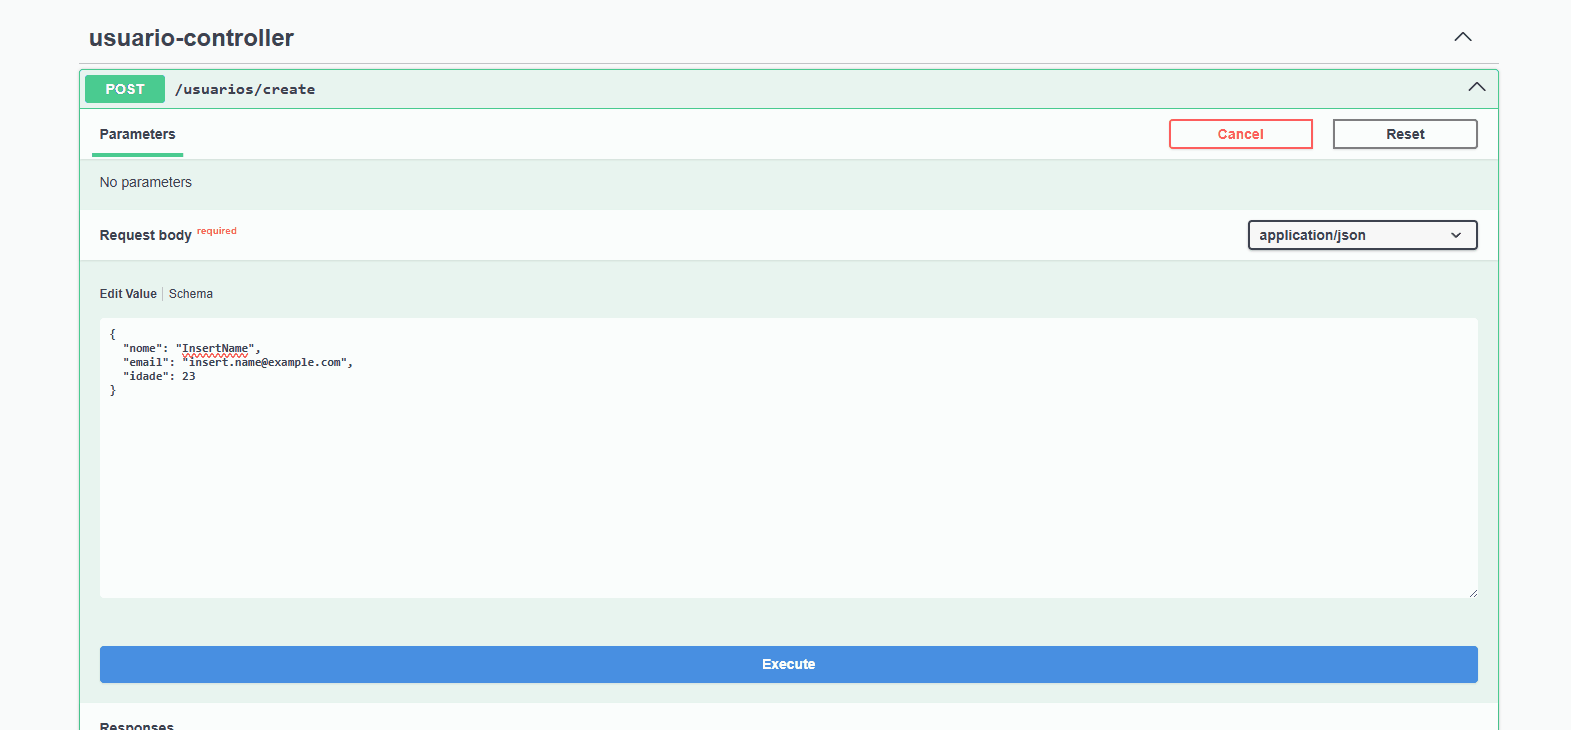 usuario-controller
POST /usuarios/create
Parameters Cancel Reset
No parameters
Request body required application/json
Edit Value Schema
{
"nome": "InsertName",
"email": "insert.name@example.com",
"idade": 23
}
Execute
Responses